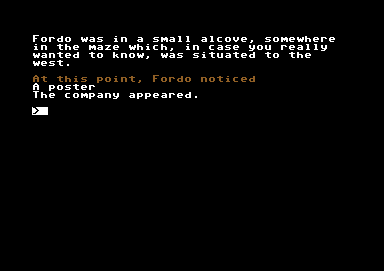 Fordo was in a small alcove, somewhere
in the maze which, in case you really
wanted to know, was situated to the
west.
At this point, Fordo noticed
A poster
The company appeared.
>